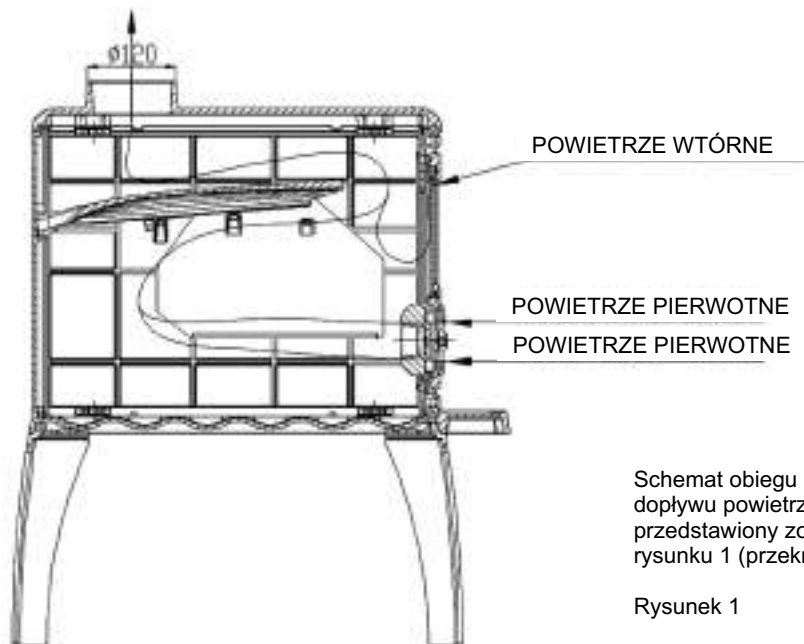 ø120
POWIETRZE WTÓRNE
POWIETRZE PIERWOTNE
POWIETRZE PIERWOTNE
Schemat obiegu
dopływu powietrz
przedstawiony zo
rysunku 1 (przekr
Rysunek 1